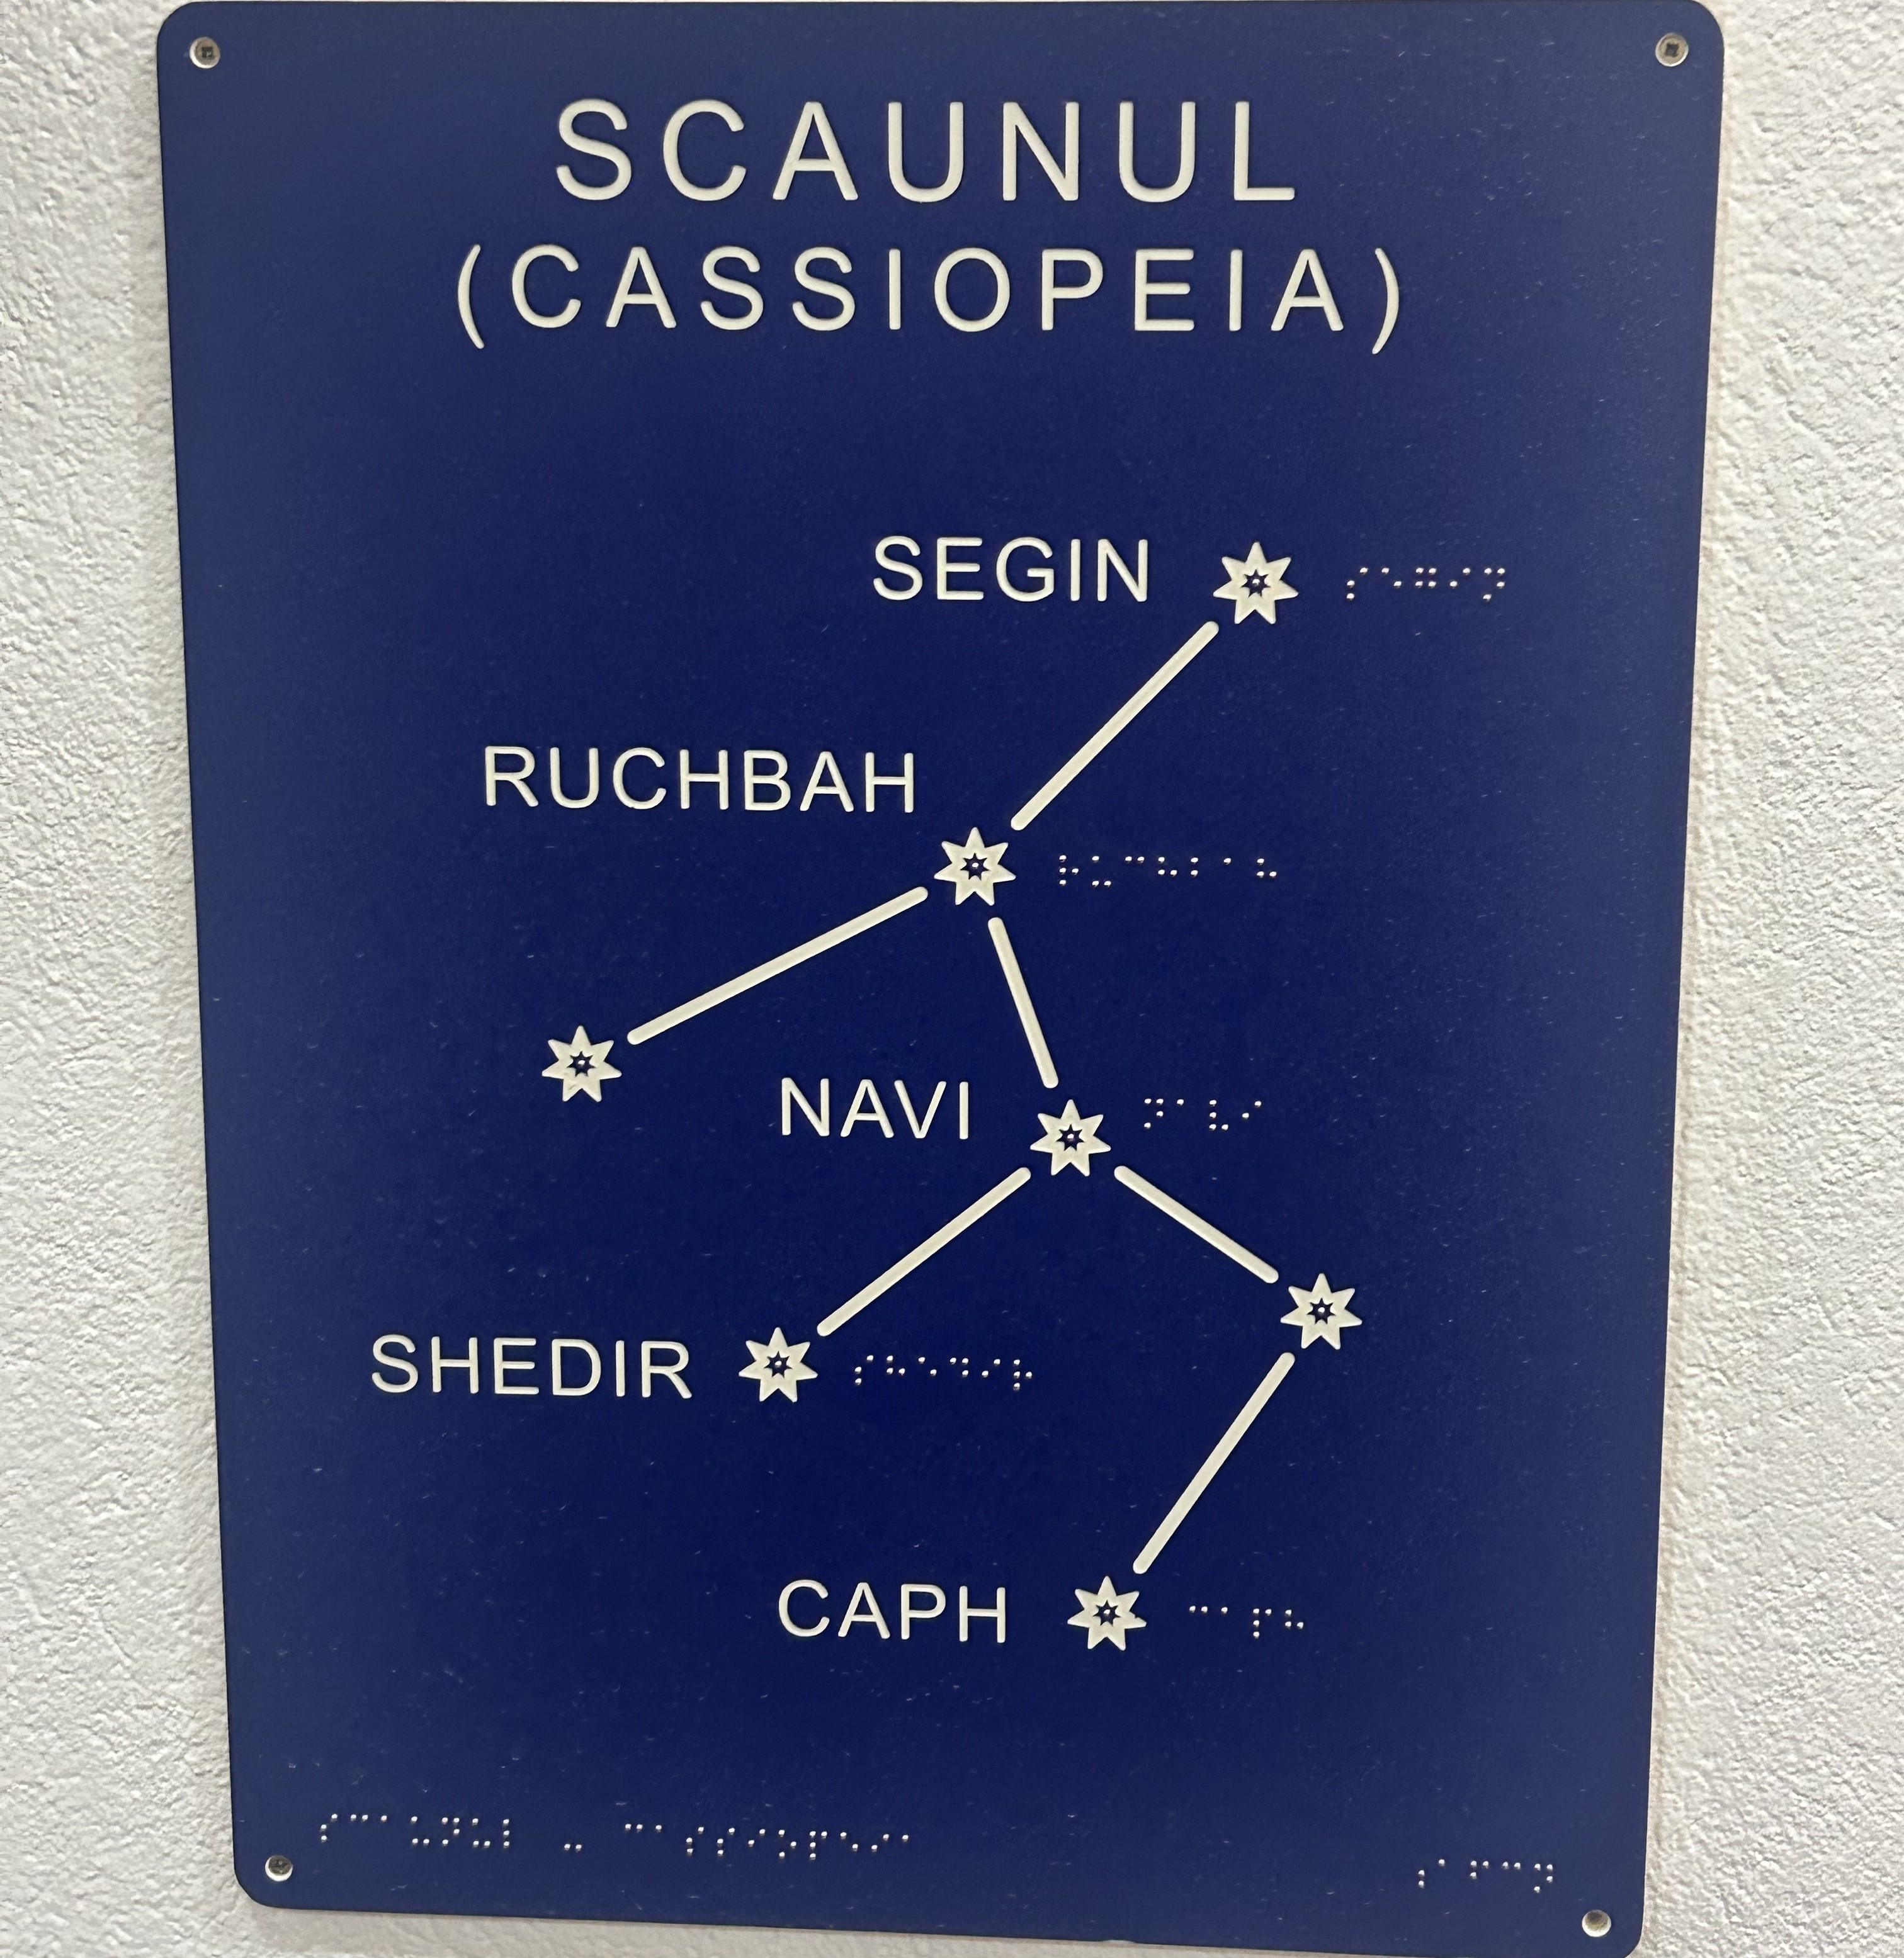 SCAUNUL
(CASSIOPEIA)
SEGIN ⠎⠑⠛⠊⠝
RUCHBAH ⠗⠥⠉⠓⠃⠁⠓
NAVI ⠝⠁⠧⠊
SHEDIR ⠎⠓⠑⠙⠊⠗
CAPH ⠉⠁⠏⠓
⠎⠉⠁⠥⠝⠥⠇ ⠤ ⠉⠁⠎⠎⠊⠕⠏⠑⠊⠁